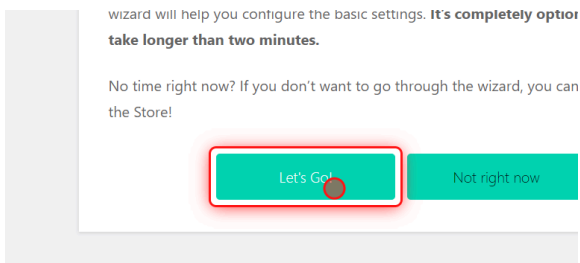 wizard will help you configure the basic settings. It's completely
take longer than two minutes.
No time right now? If you don't want to go through the wizard, you can
the Store!
Let's Go!
Not right now